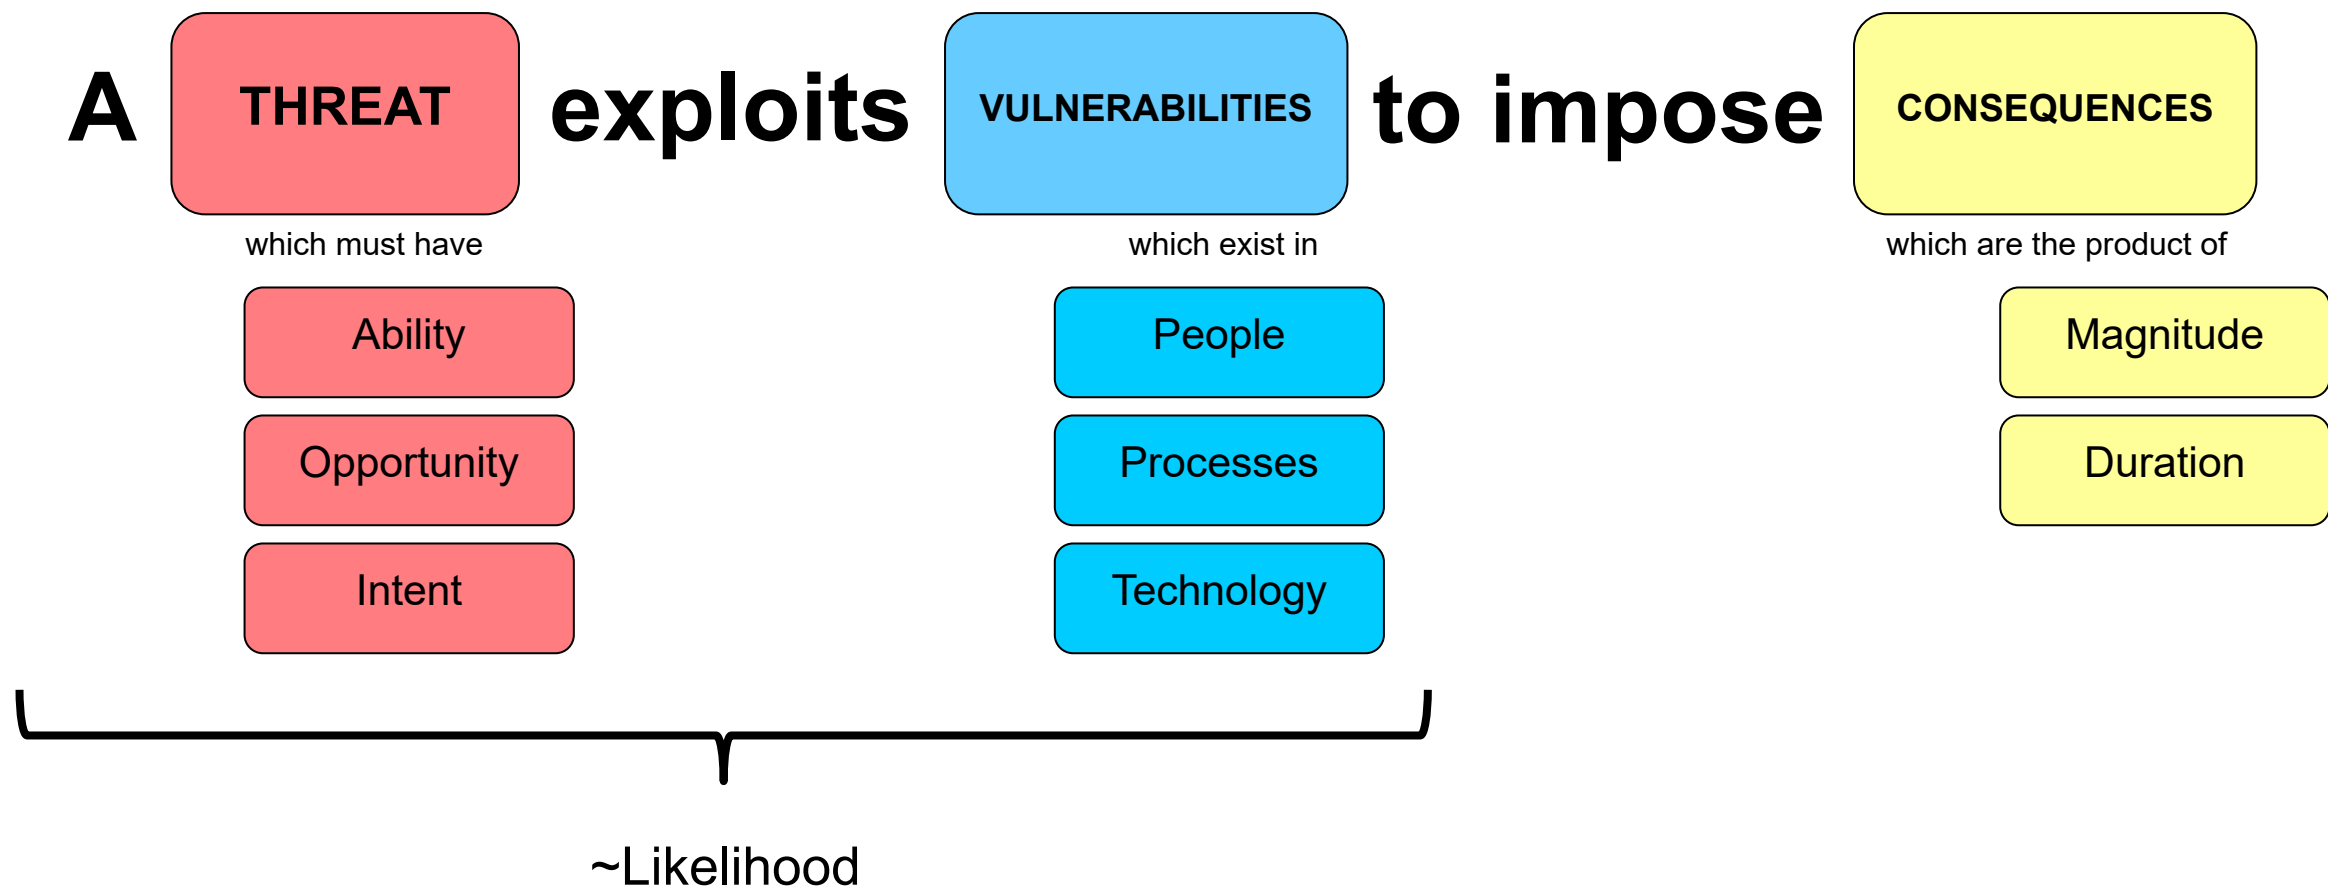 A THREAT exploits VULNERABILITIES to impose CONSEQUENCES
which must have
which exist in
which are the product of
Ability
People
Magnitude
Opportunity
Processes
Duration
Intent
Technology
~Likelihood